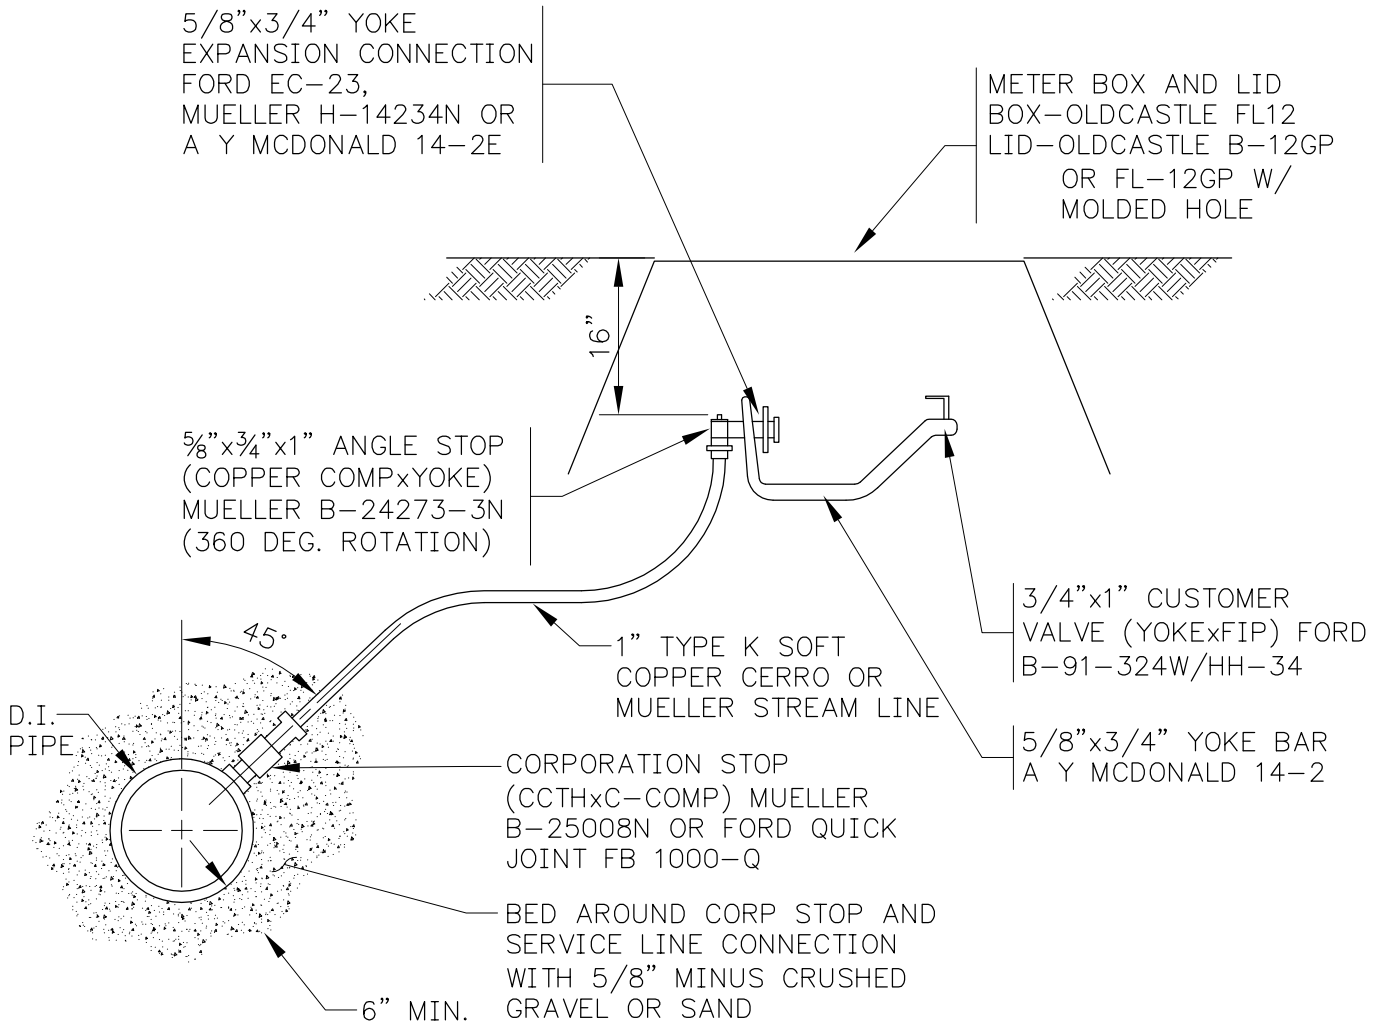 5/8”x3/4” YOKE
EXPANSION CONNECTION
FORD EC-23,
MUELLER H-14234N OR
A Y MCDONALD 14-2E
METER BOX AND LID
BOX-OLDCASTLE FL12
LID-OLDCASTLE B-12GP
OR FL-12GP W/
MOLDED HOLE
16”
⅝”x¾”x1” ANGLE STOP
(COPPER COMPxYOKE)
MUELLER B-24273-3N
(360 DEG. ROTATION)
3/4”x1” CUSTOMER
VALVE (YOKExFIP) FORD
B-91-324W/HH-34
45°
1” TYPE K SOFT
COPPER CERRO OR
MUELLER STREAM LINE
D.I.
PIPE
5/8”x3/4” YOKE BAR
A Y MCDONALD 14-2
CORPORATION STOP
(CCTHxC-COMP) MUELLER
B-25008N OR FORD QUICK
JOINT FB 1000-Q
BED AROUND CORP STOP AND
SERVICE LINE CONNECTION
WITH 5/8” MINUS CRUSHED
GRAVEL OR SAND
6” MIN.